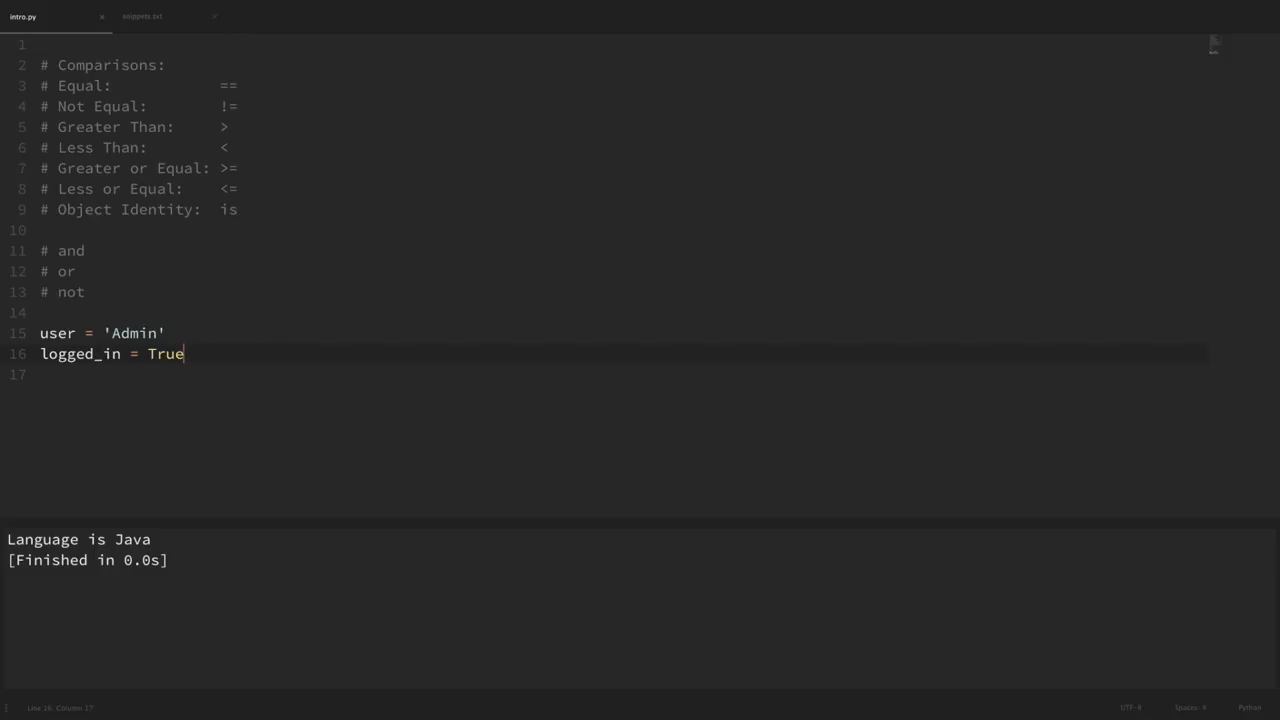 intro.py × snippets.txt ×
1
2 # Comparisons:
3 # Equal: ==
4 # Not Equal: !=
5 # Greater Than: >
6 # Less Than: <
7 # Greater or Equal: >=
8 # Less or Equal: <=
9 # Object Identity: is
10
11 # and
12 # or
13 # not
14
15 user = 'Admin'
16 logged_in = True
17
Language is Java
[Finished in 0.0s]
Line 16, Column 17 UTF-8 Spaces: 4 Python